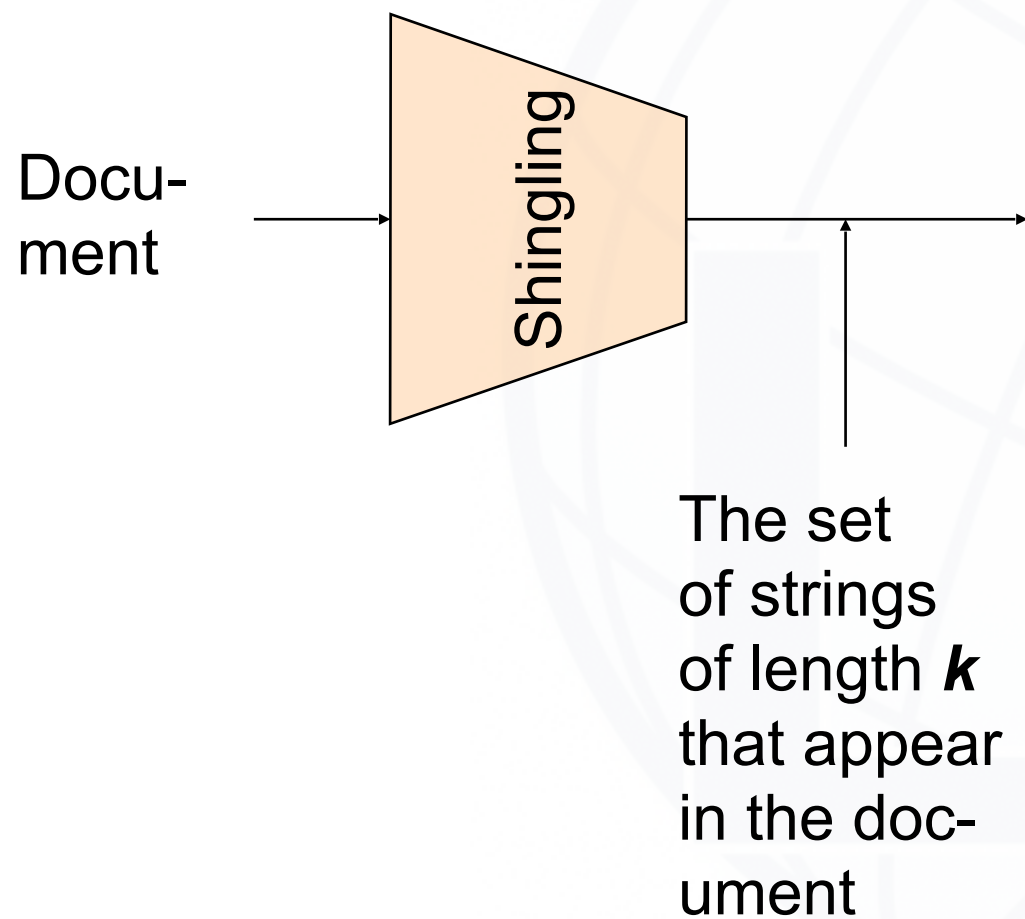 Docu-
ment
Shingling
The set
of strings
of length k
that appear
in the doc-
ument